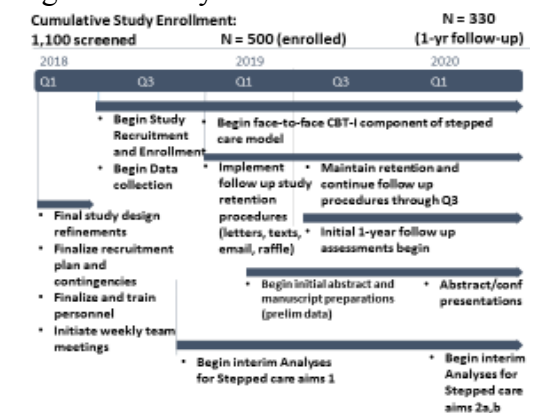 Cumulative Study Enrollment:
1,100 screened
N = 500 (enrolled)
N = 330
(1-yr follow-up)
2018
2019
2020
Q1
Q3
Q1
Q3
Q1
• Begin Study
Recruitment
and Enrollment
• Begin Data
collection
• Begin face-to-face CBT-I component of stepped
care model
• Implement
follow up study
retention
procedures
(letters, texts,
email, raffle)
• Maintain retention and
continue follow up
procedures through Q3
• Final study design
refinements
• Finalize recruitment
plan and
contingencies
• Finalize and train
personnel
• Initiate weekly team
meetings
• Initial 1-year follow up
assessments begin
• Begin initial abstract and
manuscript preparations
(prelim data)
• Abstract/conf
presentations
• Begin interim Analyses
for Stepped care aims 1
• Begin interim
Analyses for
Stepped care
aims 2a,b